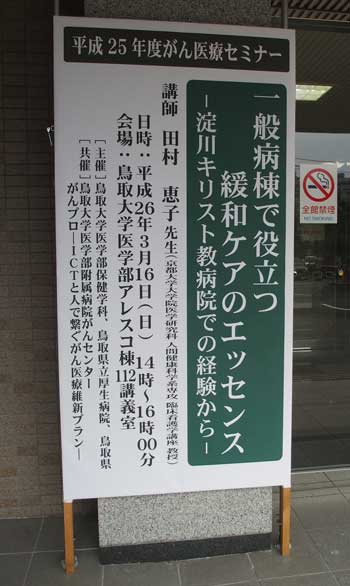 平成25年度がん医療セミナー
一般病棟で役立つ
緩和ケアのエッセンス
－淀川キリスト教病院での経験から－
講師 田村 恵子 先生（京都大学大学院医学研究科 人間健康科学系専攻 臨床看護学講座 教授）
日時：平成26年3月16日（日） 14時～16時00分
会場：鳥取大学医学部アレスコ棟112講義室
［主催］鳥取大学医学部保健学科、鳥取県立厚生病院、鳥取県
［共催］鳥取大学医学部附属病院がんセンター
がんプロ―ICTと人で繋ぐがん医療維新プラン―
全館禁煙
NO SMOKING